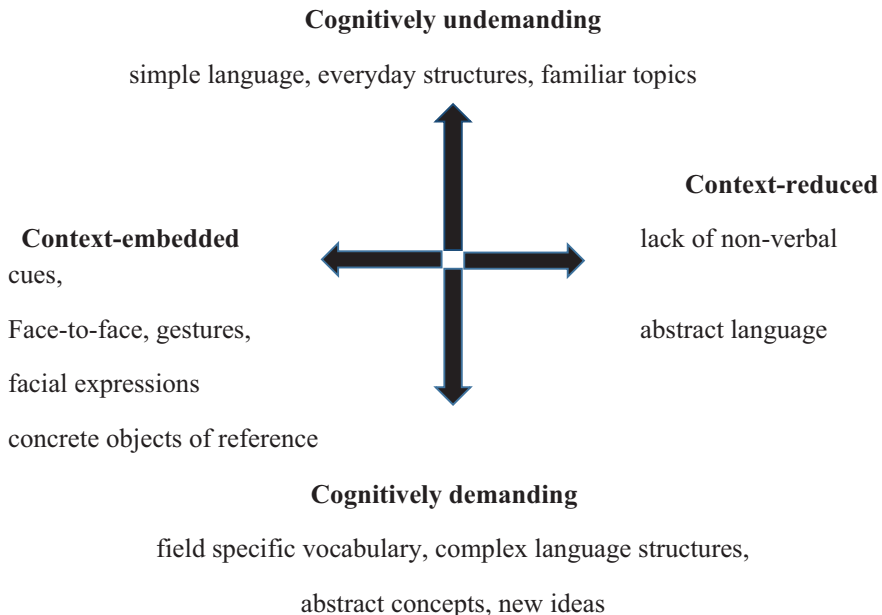 Cognitively undemanding
simple language, everyday structures, familiar topics
Context-reduced
Context-embedded lack of non-verbal
cues,
Face-to-face, gestures, abstract language
facial expressions
concrete objects of reference
Cognitively demanding
field specific vocabulary, complex language structures,
abstract concepts, new ideas